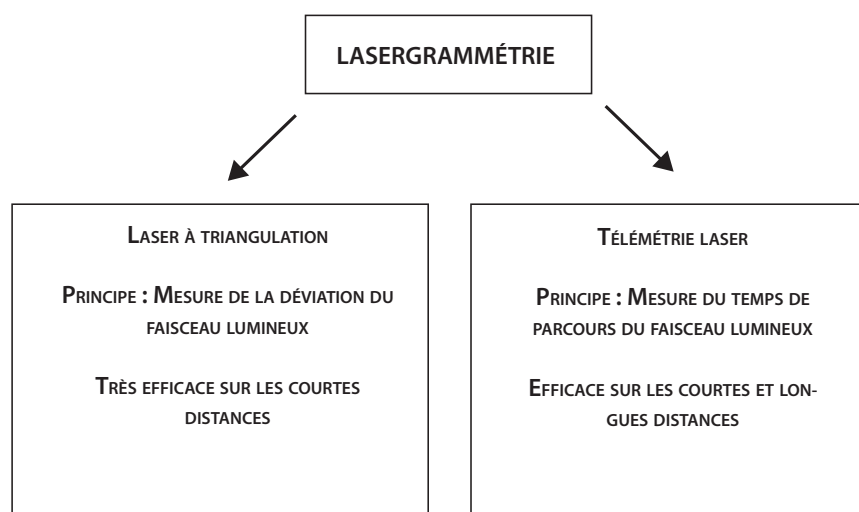 LASERGRAMMÉTRIE
LASER À TRIANGULATION
PRINCIPE : MESURE DE LA DÉVIATION DU
FAISCEAU LUMINEUX
TRÈS EFFICACE SUR LES COURTES
DISTANCES
TÉLÉMÉTRIE LASER
PRINCIPE : MESURE DU TEMPS DE
PARCOURS DU FAISCEAU LUMINEUX
EFFICACE SUR LES COURTES ET LON-
GUES DISTANCES